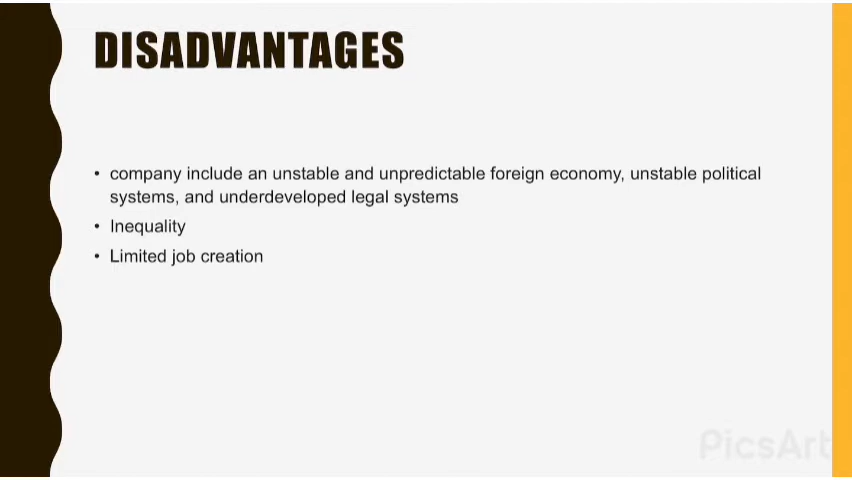 DISADVANTAGES
• company include an unstable and unpredictable foreign economy, unstable political
systems, and underdeveloped legal systems
• Inequality
• Limited job creation
PicsArt